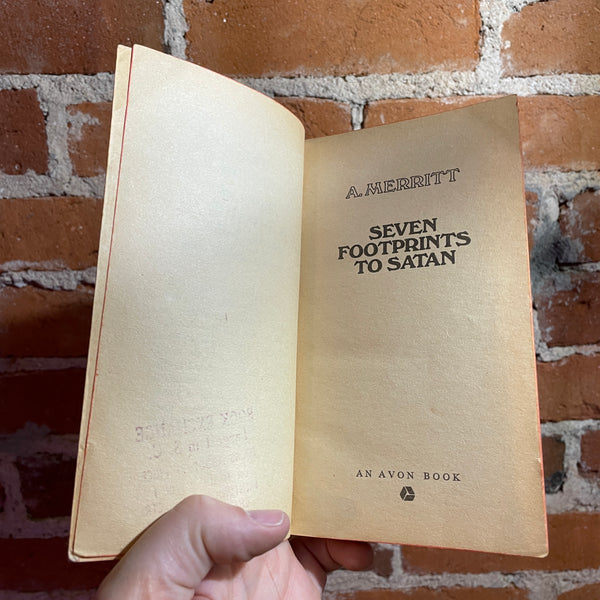 A. MERRITT
SEVEN
FOOTPRINTS
TO SATAN
AN AVON BOOK